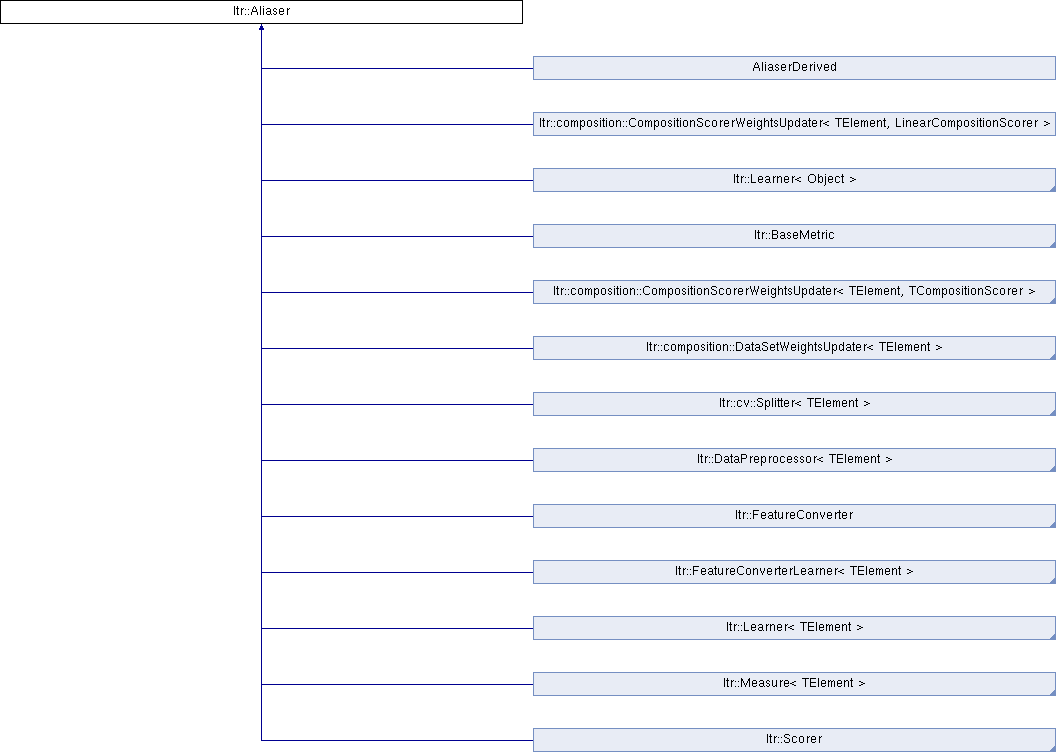 ltr::Aliaser
AliaserDerived
ltr::composition::CompositionScorerWeightsUpdater< TElement, LinearCompositionScorer >
ltr::Learner< Object >
ltr::BaseMetric
ltr::composition::CompositionScorerWeightsUpdater< TElement, TCompositionScorer >
ltr::composition::DataSetWeightsUpdater< TElement >
ltr::cv::Splitter< TElement >
ltr::DataPreprocessor< TElement >
ltr::FeatureConverter
ltr::FeatureConverterLearner< TElement >
ltr::Learner< TElement >
ltr::Measure< TElement >
ltr::Scorer